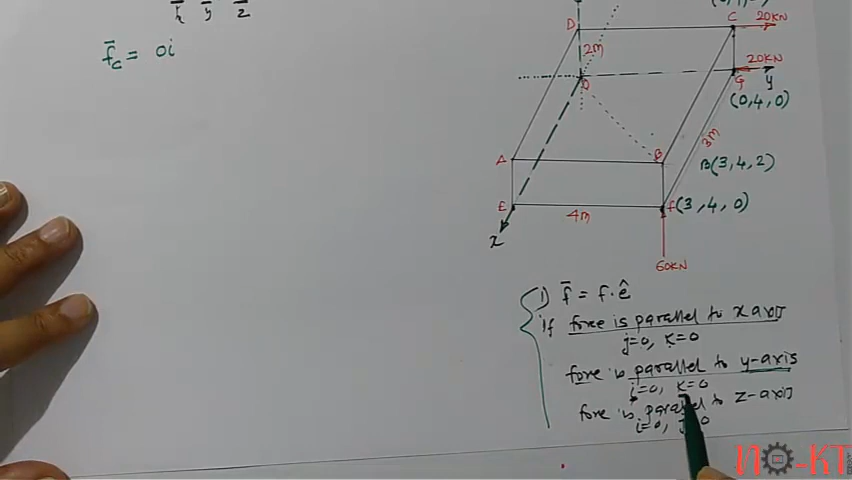 x̄ ȳ z̄
f̄c = 0i
D
C
20KN
2m
20KN
O
G
y
(0,4,0)
3m
A
B
B(3,4,2)
E
4m
f(3,4,0)
x
60KN
1) f̄ = f·ê
If force is parallel to x axis
j=0, k=0
force is parallel to y-axis
i=0, k=0
force is parallel to z-axis
i=0,
N-KT